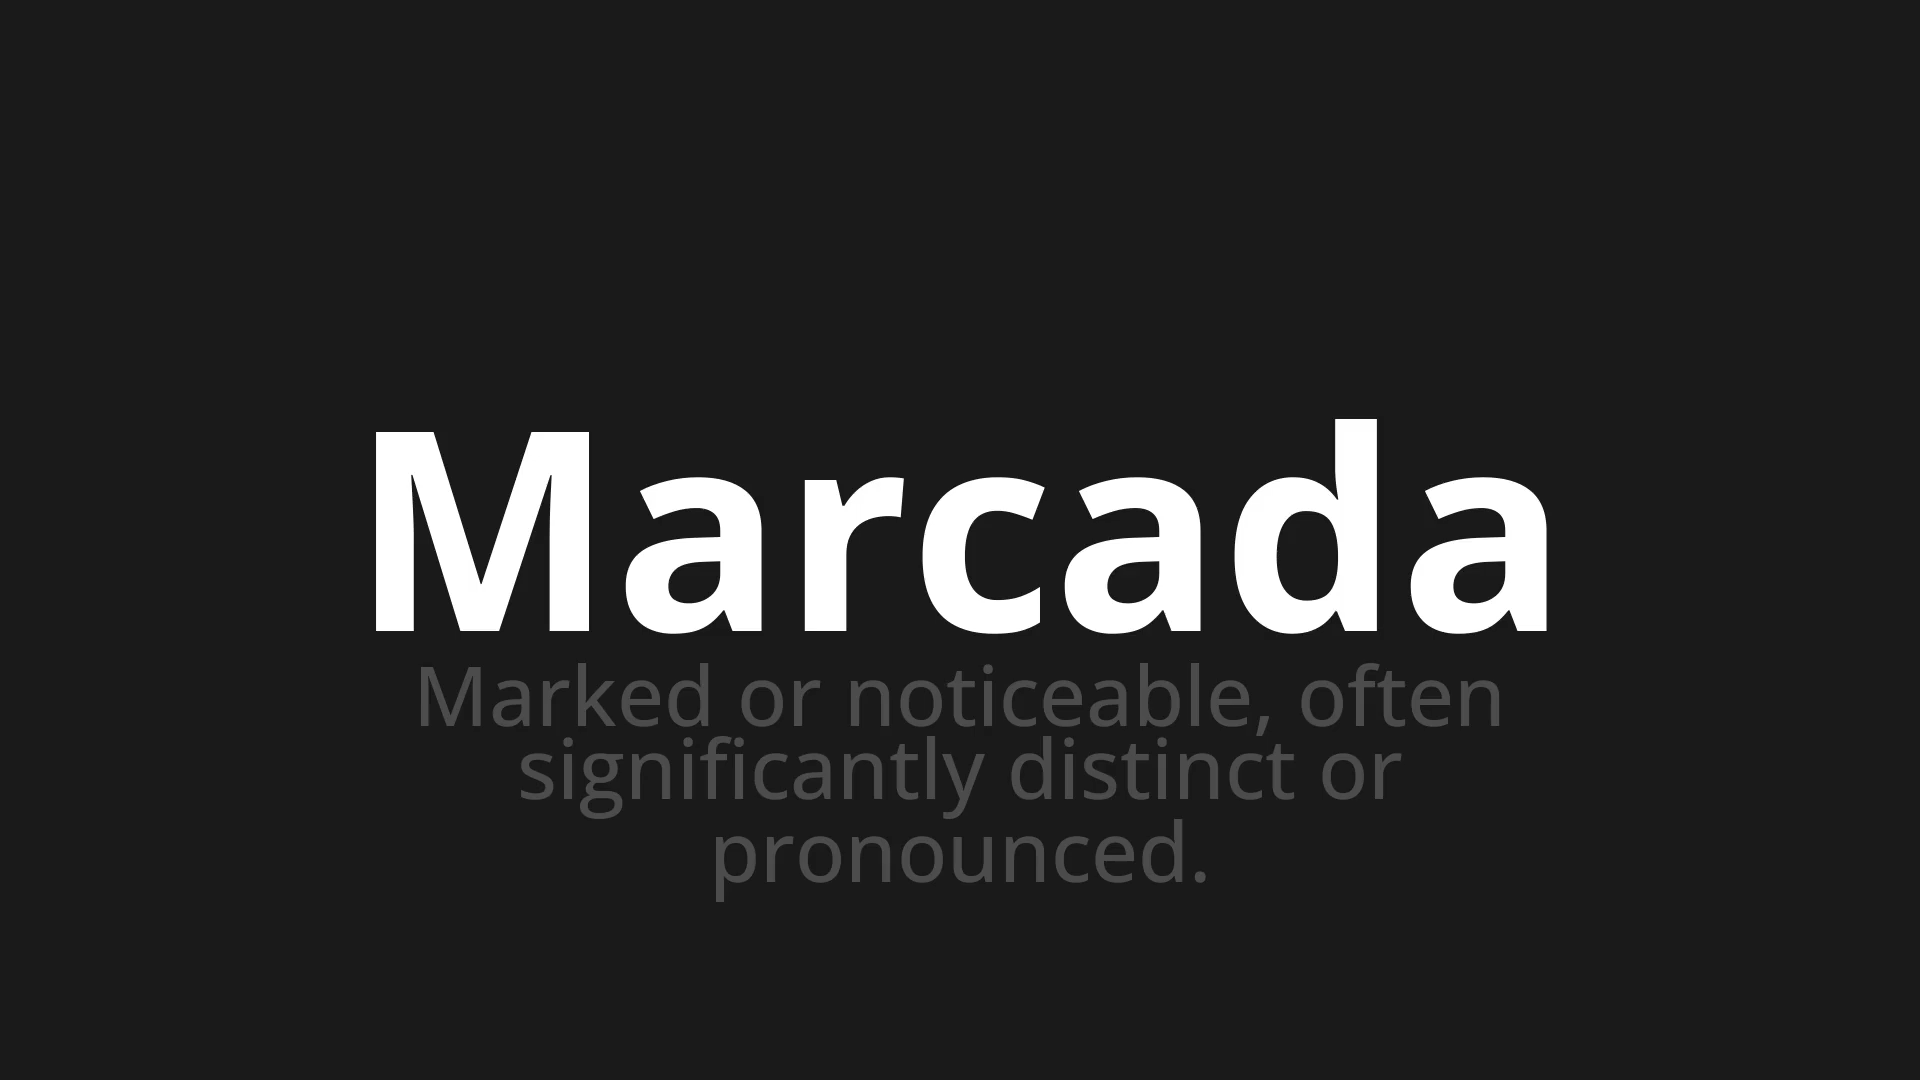 Marcada
Marked or noticeable, often
significantly distinct or
pronounced.